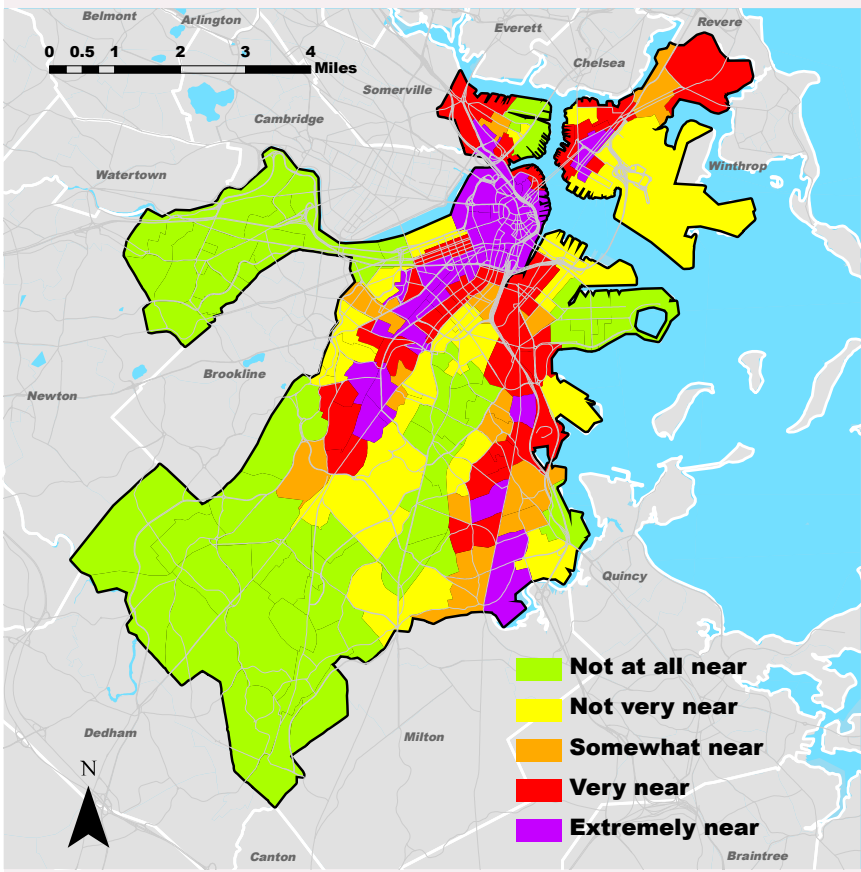 Belmont
Arlington
Everett
Revere
0 0.5 1 2 3 4
Miles
Chelsea
Somerville
Cambridge
Watertown
Winthrop
Brookline
Newton
Quincy
Not at all near
Not very near
Somewhat near
Very near
Extremely near
Dedham
Milton
N
Canton
Braintree